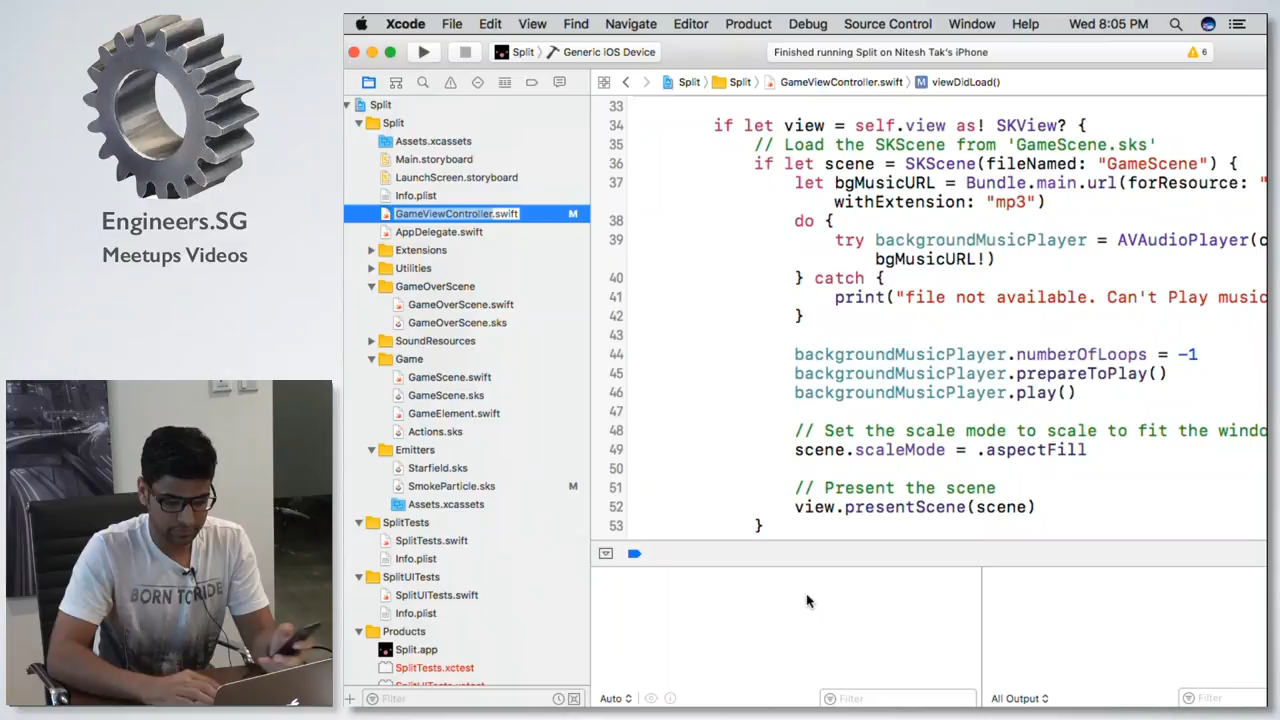 Engineers.SG
Meetups Videos
BORN TO RIDE
Xcode File Edit View Find Navigate Editor Product Debug Source Control Window Help Wed 8:05 PM
Split Generic iOS Device
Finished running Split on Nitesh Tak's iPhone
6
Split Split GameViewController.swift M viewDidLoad()
Split
Split
Assets.xcassets
Main.storyboard
LaunchScreen.storyboard
Info.plist
GameViewController.swift M
AppDelegate.swift
Extensions
Utilities
GameOverScene
GameOverScene.swift
GameOverScene.sks
SoundResources
Game
GameScene.swift
GameScene.sks
GameElement.swift
Actions.sks
Emitters
Starfield.sks
SmokeParticle.sks M
Assets.xcassets
SplitTests
SplitTests.swift
Info.plist
SplitUITests
SplitUITests.swift
Info.plist
Products
Split.app
SplitTests.xctest
SplitUITests.xctest
Filter
33
34 if let view = self.view as! SKView? {
35 // Load the SKScene from 'GameScene.sks'
36 if let scene = SKScene(fileNamed: "GameScene") {
37 let bgMusicURL = Bundle.main.url(forResource: "
withExtension: "mp3")
38 do {
39 try backgroundMusicPlayer = AVAudioPlayer(c
bgMusicURL!)
40 } catch {
41 print("file not available. Can't Play music
42 }
43
44 backgroundMusicPlayer.numberOfLoops = -1
45 backgroundMusicPlayer.prepareToPlay()
46 backgroundMusicPlayer.play()
47
48 // Set the scale mode to scale to fit the windo
49 scene.scaleMode = .aspectFill
50
51 // Present the scene
52 view.presentScene(scene)
53 }
Auto Filter All Output Filter